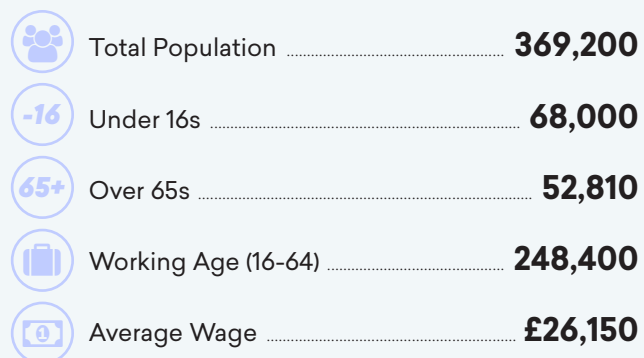 Total Population 369,200
-16 Under 16s 68,000
65+ Over 65s 52,810
Working Age (16-64) 248,400
1 Average Wage £26,150